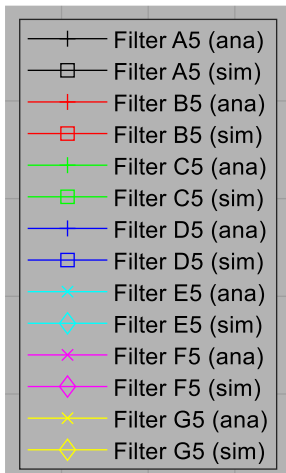 Filter A5 (ana)
Filter A5 (sim)
Filter B5 (ana)
Filter B5 (sim)
Filter C5 (ana)
Filter C5 (sim)
Filter D5 (ana)
Filter D5 (sim)
Filter E5 (ana)
Filter E5 (sim)
Filter F5 (ana)
Filter F5 (sim)
Filter G5 (ana)
Filter G5 (sim)